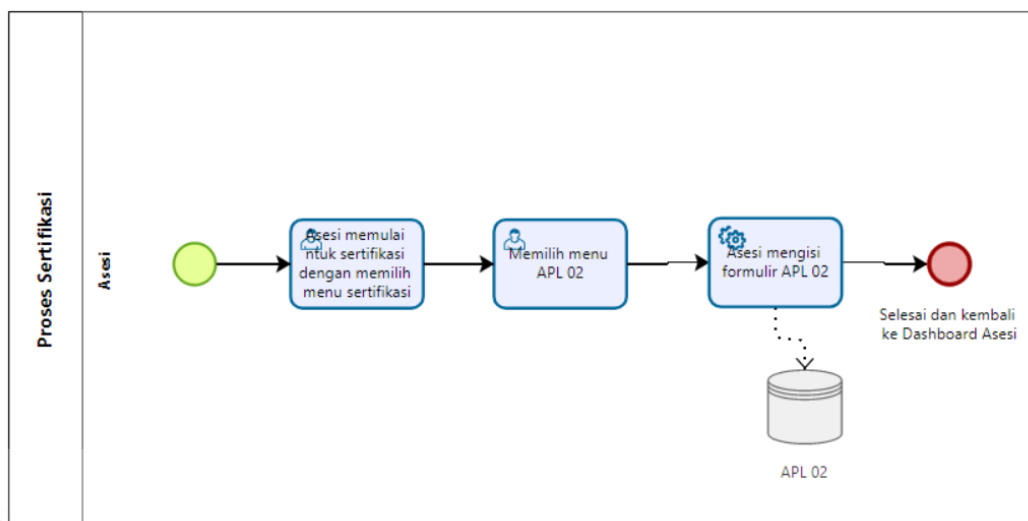 Proses Sertifikasi
Asesi
Asesi memulai
ntuk sertifikasi
dengan memilih
menu sertifikasi
Memilih menu
APL 02
Asesi mengisi
formulir APL 02
Selesai dan kembali
ke Dashboard Asesi
APL 02